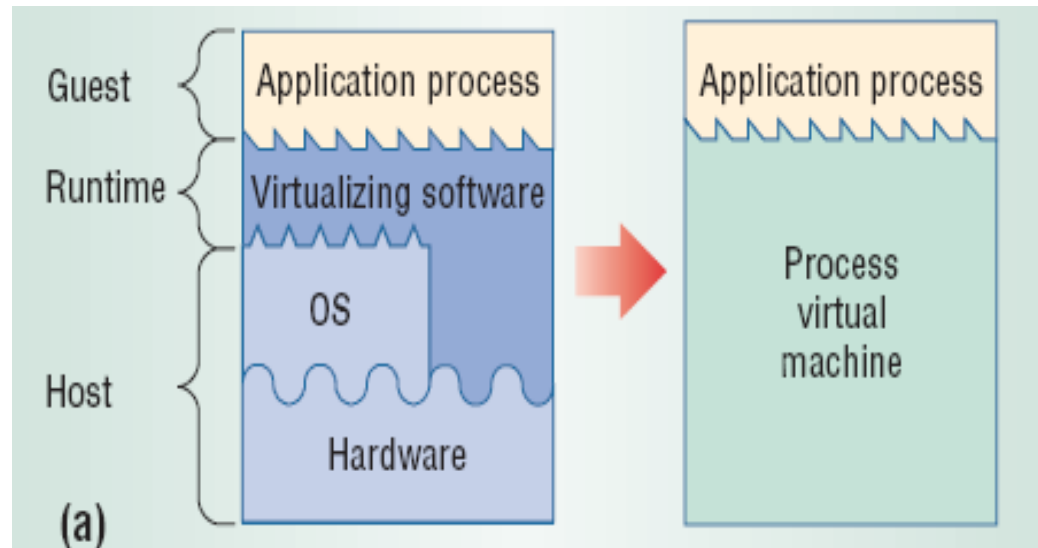 Guest
Application process
Runtime
Virtualizing software
OS
Host
Hardware
(a)
Application process
Process
virtual
machine